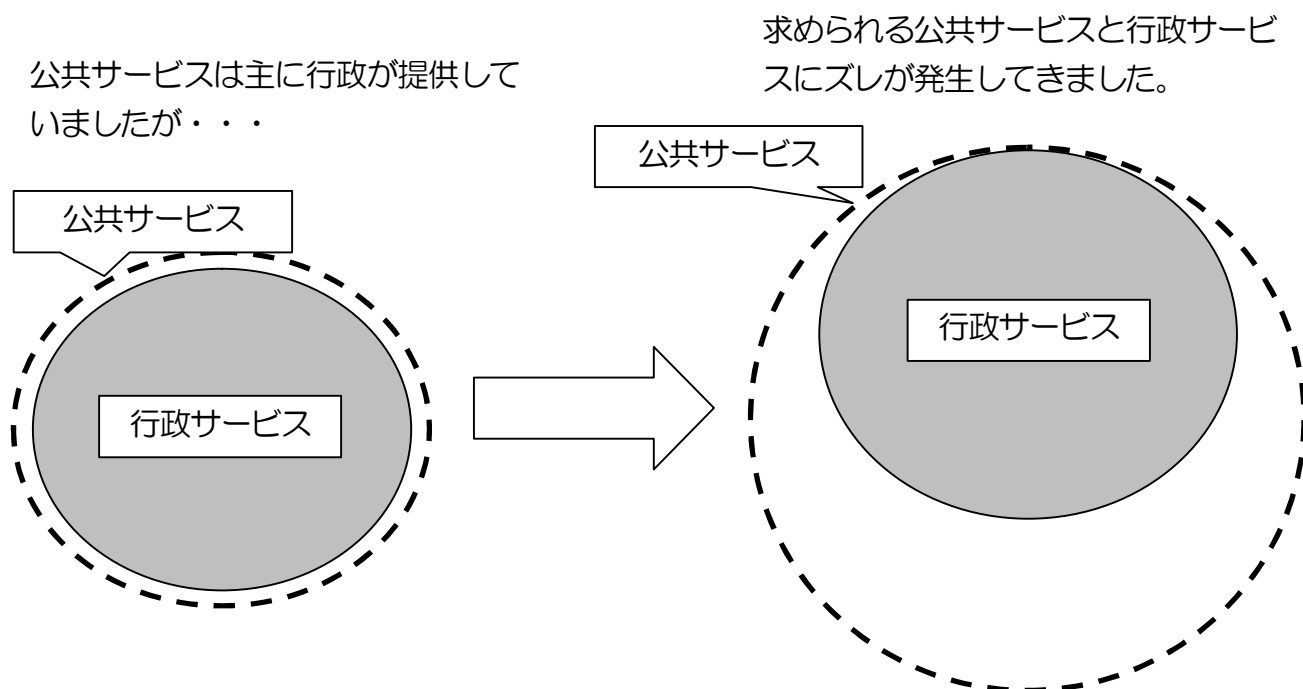 公共サービスは主に行政が提供して
いましたが・・・
公共サービス
行政サービス
求められる公共サービスと行政サービ
スにズレが発生してきました。
公共サービス
行政サービス